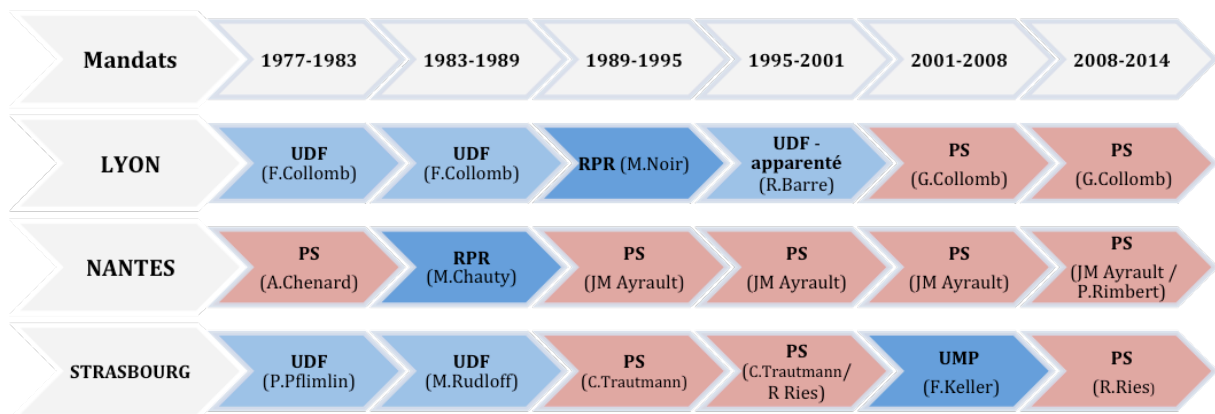 Mandats
1977-1983
1983-1989
1989-1995
1995-2001
2001-2008
2008-2014
LYON
UDF
(F.Collomb)
UDF
(F.Collomb)
RPR (M.Noir)
UDF -
apparenté
(R.Barre)
PS
(G.Collomb)
PS
(G.Collomb)
NANTES
PS
(A.Chenard)
RPR
(M.Chauty)
PS
(JM Ayrault)
PS
(JM Ayrault)
PS
(JM Ayrault)
PS
(JM Ayrault /
P.Rimbert)
STRASBOURG
UDF
(P.Pflimlin)
UDF
(M.Rudloff)
PS
(C.Trautmann)
PS
(C.Trautmann/
R Ries)
UMP
(F.Keller)
PS
(R.Ries)